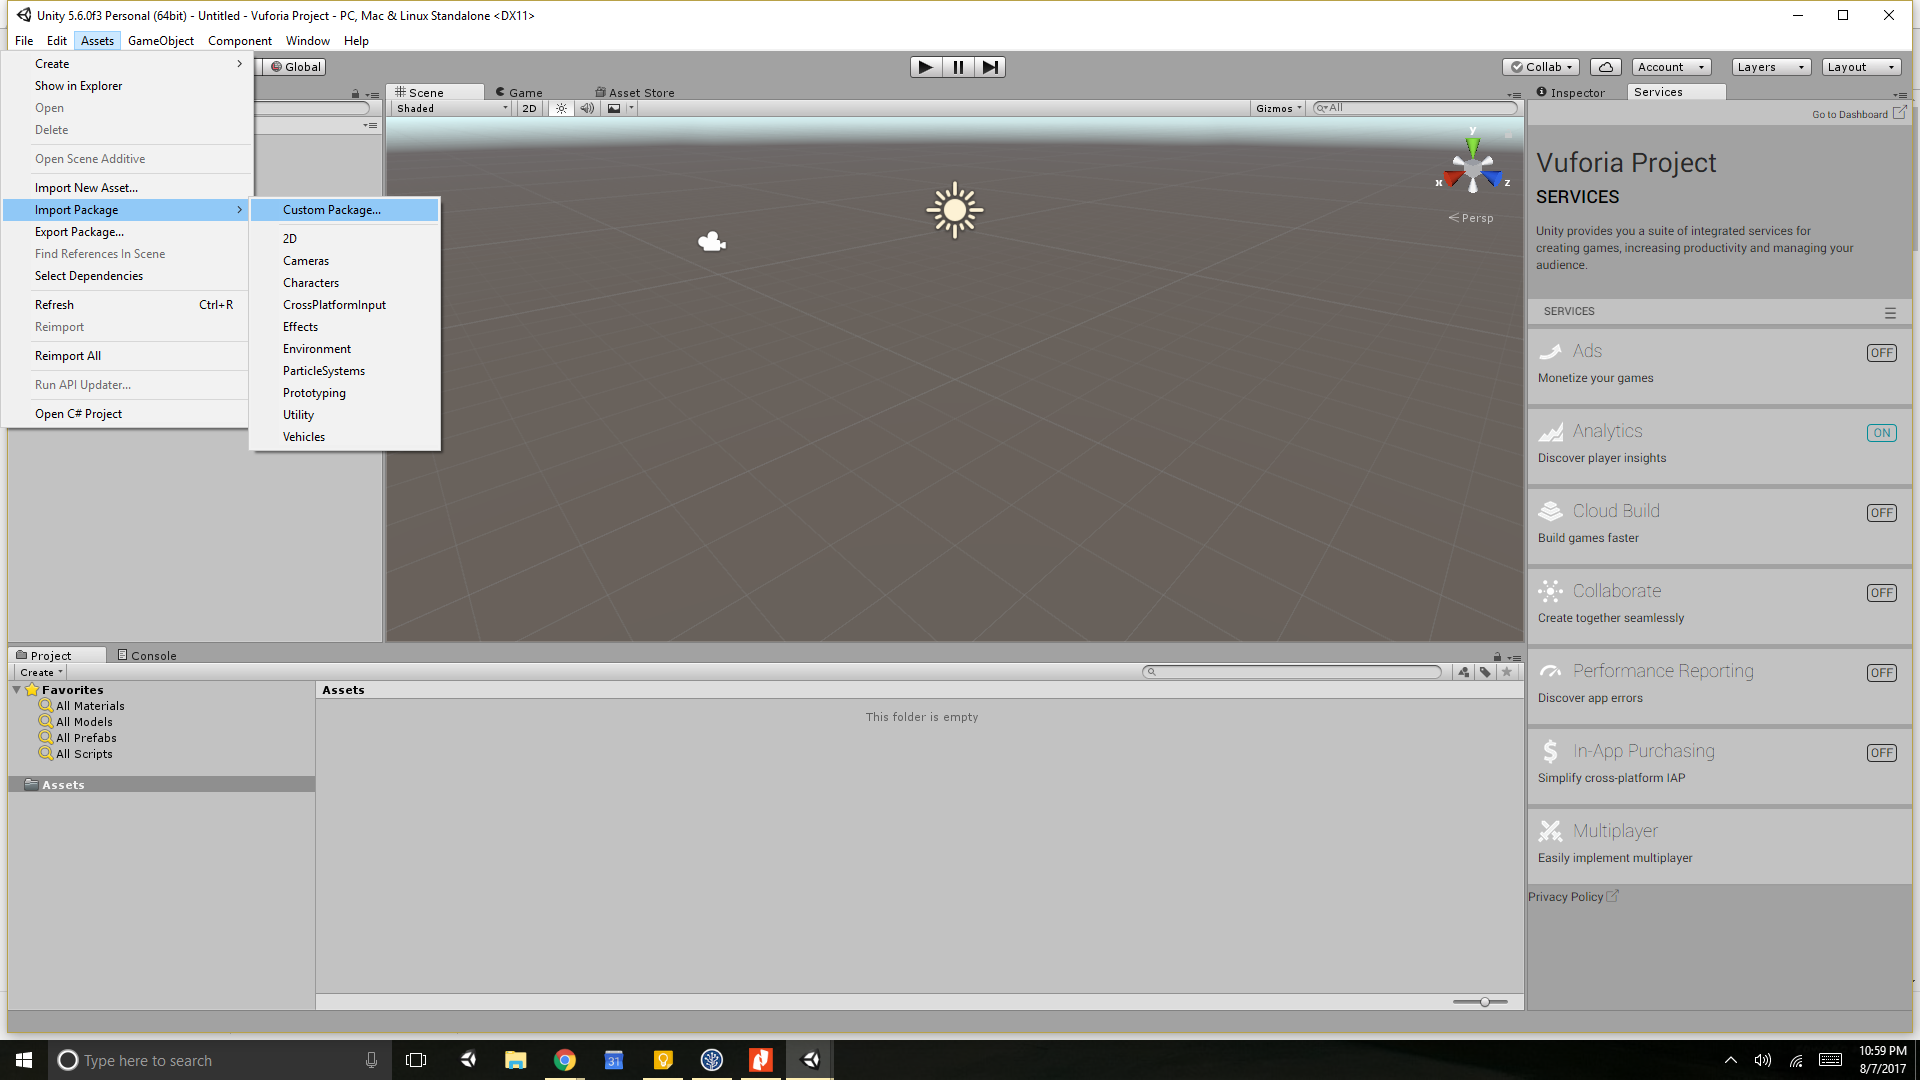 Unity 5.6.0f3 Personal (64bit) - Untitled - Vuforia Project - PC, Mac & Linux Standalone <DX11>
File Edit Assets GameObject Component Window Help
Global
Collab Account Layers Layout
Create
Show in Explorer
Open
Delete
Open Scene Additive
Import New Asset...
Import Package
Export Package...
Find References In Scene
Select Dependencies
Refresh Ctrl+R
Reimport
Reimport All
Run API Updater...
Open C# Project
Custom Package...
2D
Cameras
Characters
CrossPlatformInput
Effects
Environment
ParticleSystems
Prototyping
Utility
Vehicles
Scene Game Asset Store
Shaded 2D Gizmos All
y
x z
Persp
Inspector Services
Go to Dashboard
Vuforia Project
SERVICES
Unity provides you a suite of integrated services for
creating games, increasing productivity and managing your
audience.
SERVICES
Ads OFF
Monetize your games
Analytics ON
Discover player insights
Cloud Build OFF
Build games faster
Collaborate OFF
Create together seamlessly
Performance Reporting OFF
Discover app errors
In-App Purchasing OFF
Simplify cross-platform IAP
Multiplayer
Easily implement multiplayer
Privacy Policy
Project Console
Create
Favorites
All Materials
All Models
All Prefabs
All Scripts
Assets
Assets
This folder is empty
Type here to search
31
10:59 PM
8/7/2017